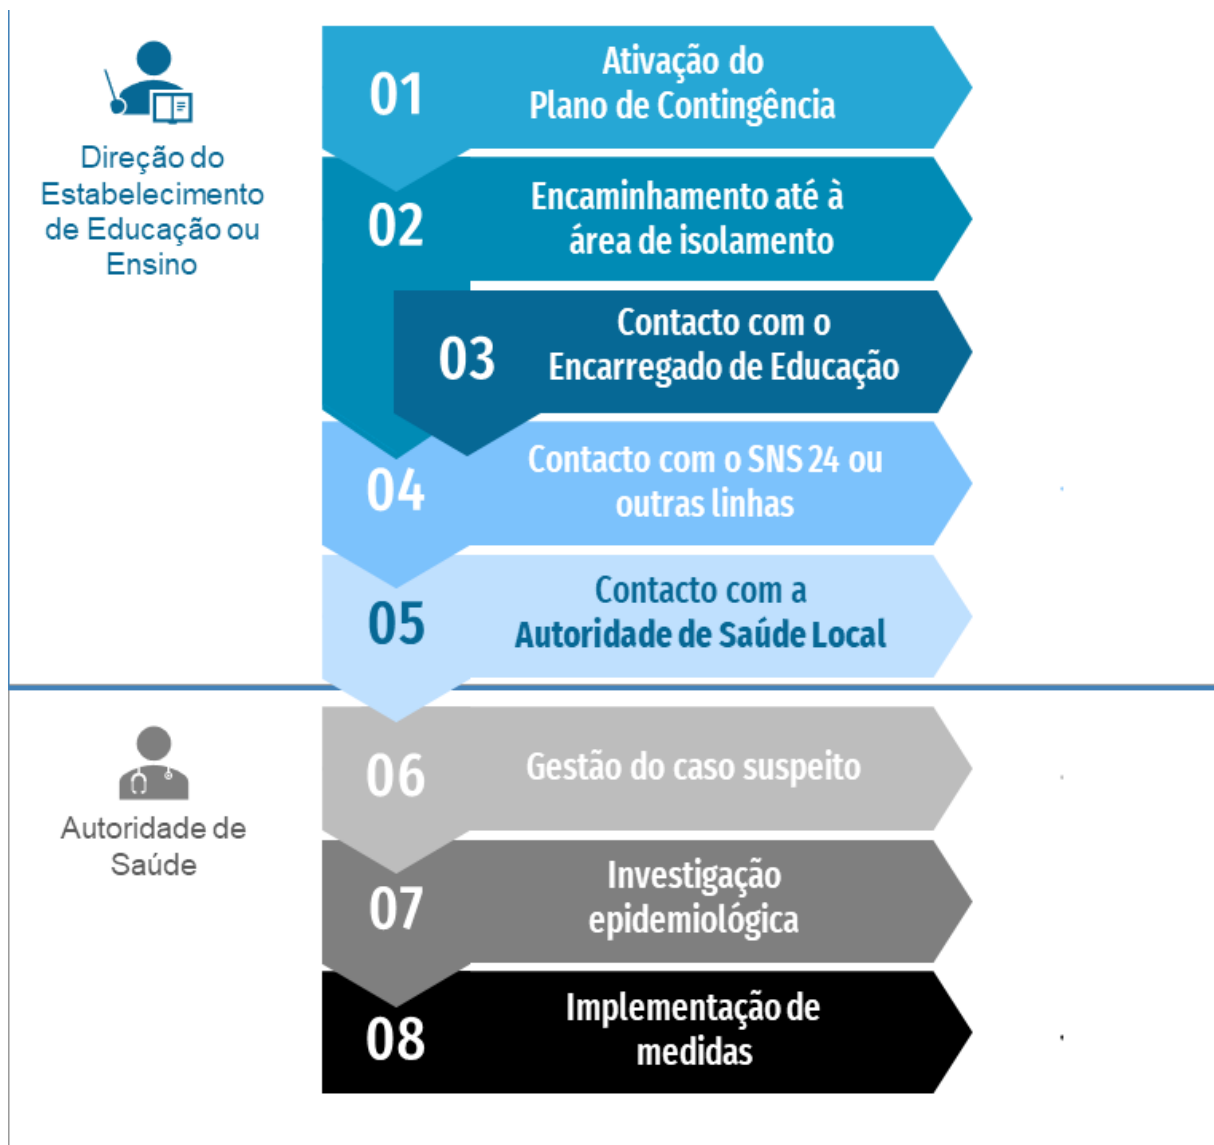 Direção do
Estabelecimento
de Educação ou
Ensino
01
Ativação do
Plano de Contingência
02
Encaminhamento até à
área de isolamento
03
Contacto com o
Encarregado de Educação
04
Contacto com o SNS 24 ou
outras linhas
05
Contacto com a
Autoridade de Saúde Local
Autoridade de
Saúde
06
Gestão do caso suspeito
07
Investigação
epidemiológica
08
Implementação de
medidas